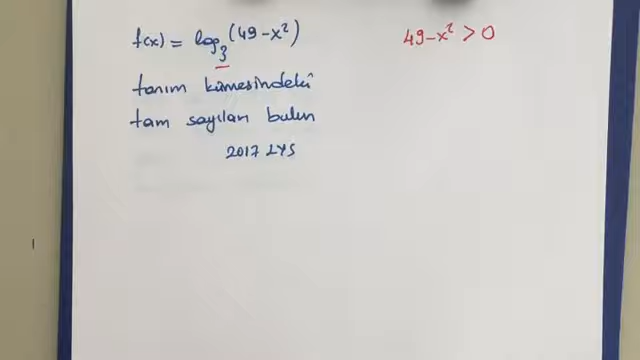 f(x) = log₃(49-x²)
49-x² > 0
tanım kümesindeki
tam sayıları bulun
2017 LYS